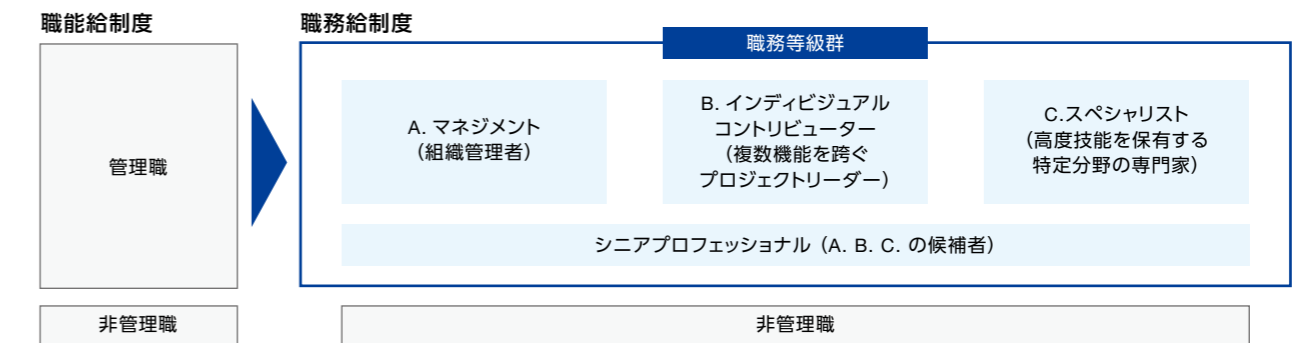 職能給制度
職務給制度
職務等級群
管理職
A. マネジメント
（組織管理者）
B. インディビジュアル
コントリビューター
（複数機能を跨ぐ
プロジェクトリーダー）
C.スペシャリスト
（高度技能を保有する
特定分野の専門家）
シニアプロフェッショナル（A. B. C. の候補者）
非管理職
非管理職